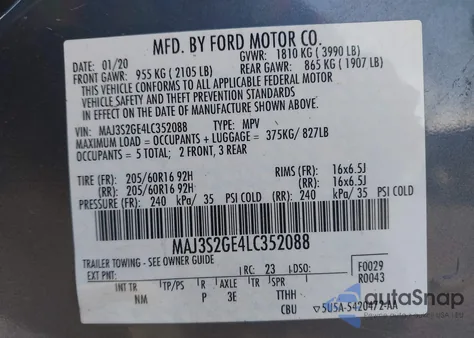 MFD. BY FORD MOTOR CO.
DATE: 01/20 GVWR: 1810 KG ( 3990 LB)
FRONT GAWR: 955 KG ( 2105 LB) REAR GAWR: 865 KG ( 1907 LB)
THIS VEHICLE CONFORMS TO ALL APPLICABLE FEDERAL MOTOR
VEHICLE SAFETY AND THEFT PREVENTION STANDARDS
IN EFFECT ON THE DATE OF MANUFACTURE SHOWN ABOVE.
VIN: MAJ3S2GE4LC352088 TYPE: MPV
MAXIMUM LOAD = OCCUPANTS + LUGGAGE = 375KG/ 827LB
OCCUPANTS = 5 TOTAL; 2 FRONT, 3 REAR
TIRE (FR): 205/60R16 92H RIMS (FR): 16x6.5J
(RR): 205/60R16 92H (RR): 16x6.5J
PRESSURE (FR): 240 kPa/ 35 PSI COLD (RR): 240 kPa/ 35 PSI COLD
MAJ3S2GE4LC352088
TRAILER TOWING - SEE OWNER GUIDE
EXT PNT: RC: 23 DSO: F0029
R0043
INT TR TP/PS R AXLE TR SPR
NM P 3E TTHH
CBU 5U5A-5420472-AA
autoSnap